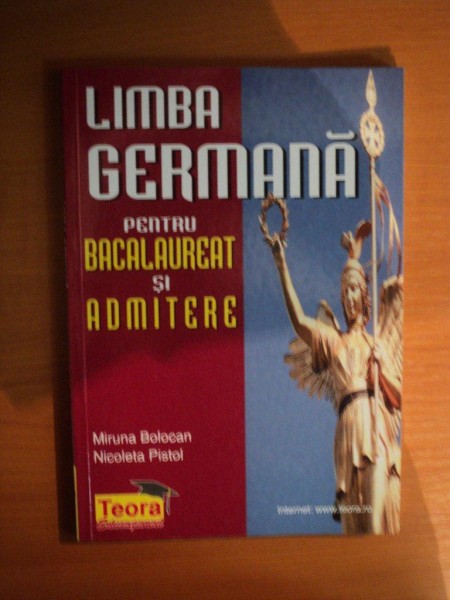 LIMBA
GERMANĂ
PENTRU
BACALAUREAT
ȘI
ADMITERE
Miruna Bolocan
Nicoleta Pistol
Teora
Internet: www.teora.ro